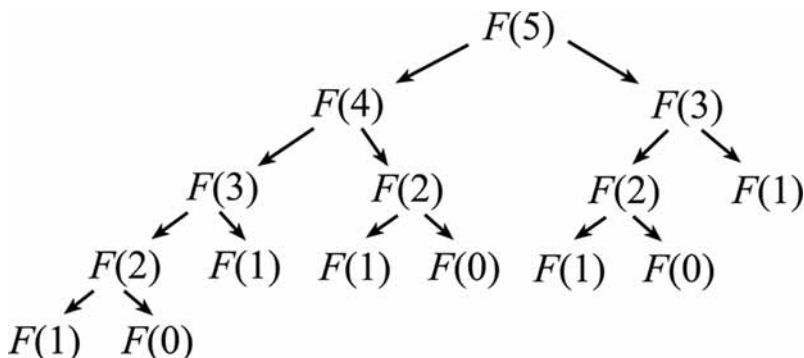 F(5)
F(4) F(3)
F(3) F(2) F(2) F(1)
F(2) F(1) F(1) F(0) F(1) F(0)
F(1) F(0)